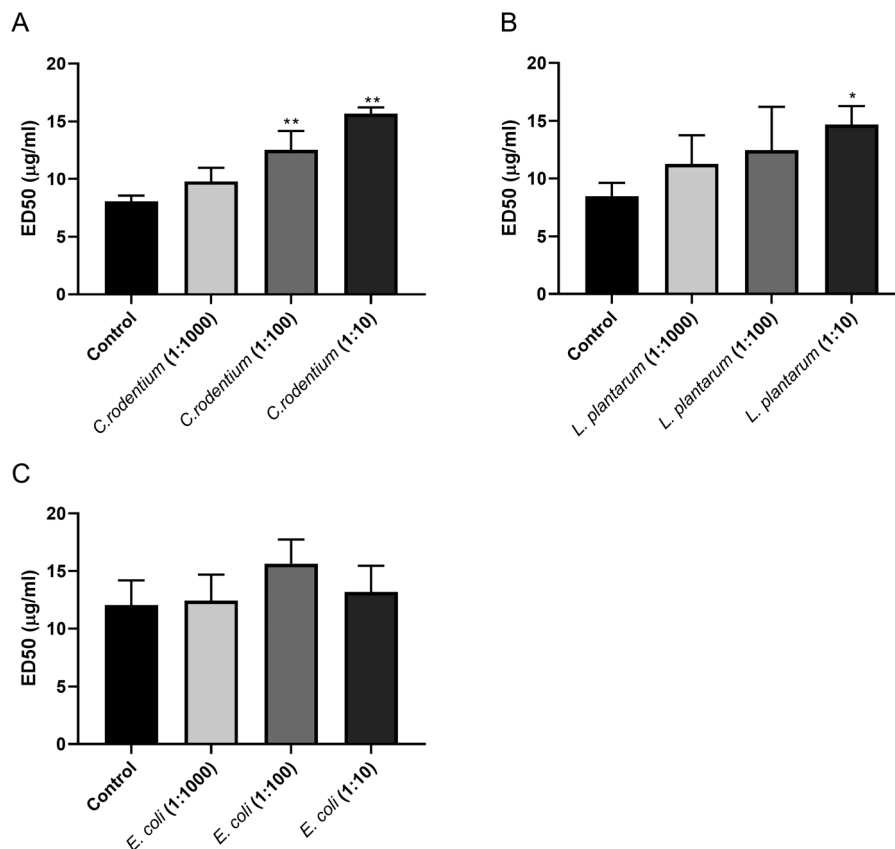 A
ED50 (μg/ml)
20
15
10
5
0
**
**
Control
C.rodentium (1:1000)
C.rodentium (1:100)
C.rodentium (1:10)
B
ED50 (μg/ml)
20
15
10
5
0
*
Control
L. plantarum (1:1000)
L. plantarum (1:100)
L. plantarum (1:10)
C
ED50 (μg/ml)
20
15
10
5
0
Control
E. coli (1:1000)
E. coli (1:100)
E. coli (1:10)